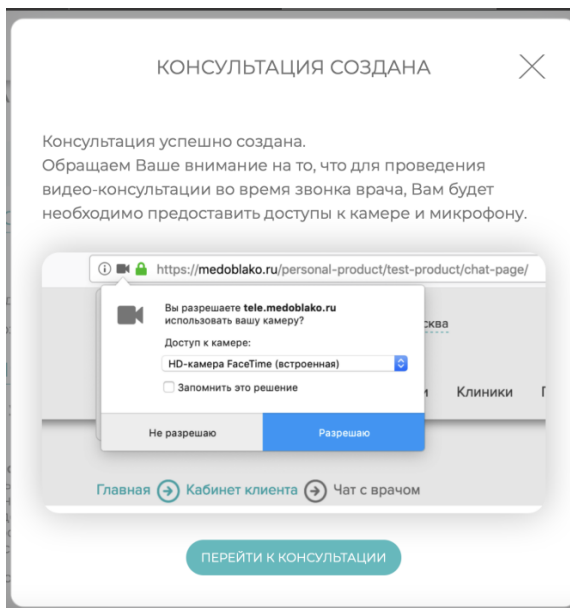 КОНСУЛЬТАЦИЯ СОЗДАНА
Консультация успешно создана.
Обращаем Ваше внимание на то, что для проведения
видео-консультации во время звонка врача, Вам будет
необходимо предоставить доступы к камере и микрофону.
https://medoblako.ru/personal-product/test-product/chat-page/
Вы разрешаете tele.medoblako.ru
использовать вашу камеру?
Доступ к камере:
HD-камера FaceTime (встроенная)
Запомнить это решение
Не разрешаю
Разрешаю
Клиники
Главная Кабинет клиента Чат с врачом
ПЕРЕЙТИ К КОНСУЛЬТАЦИИ